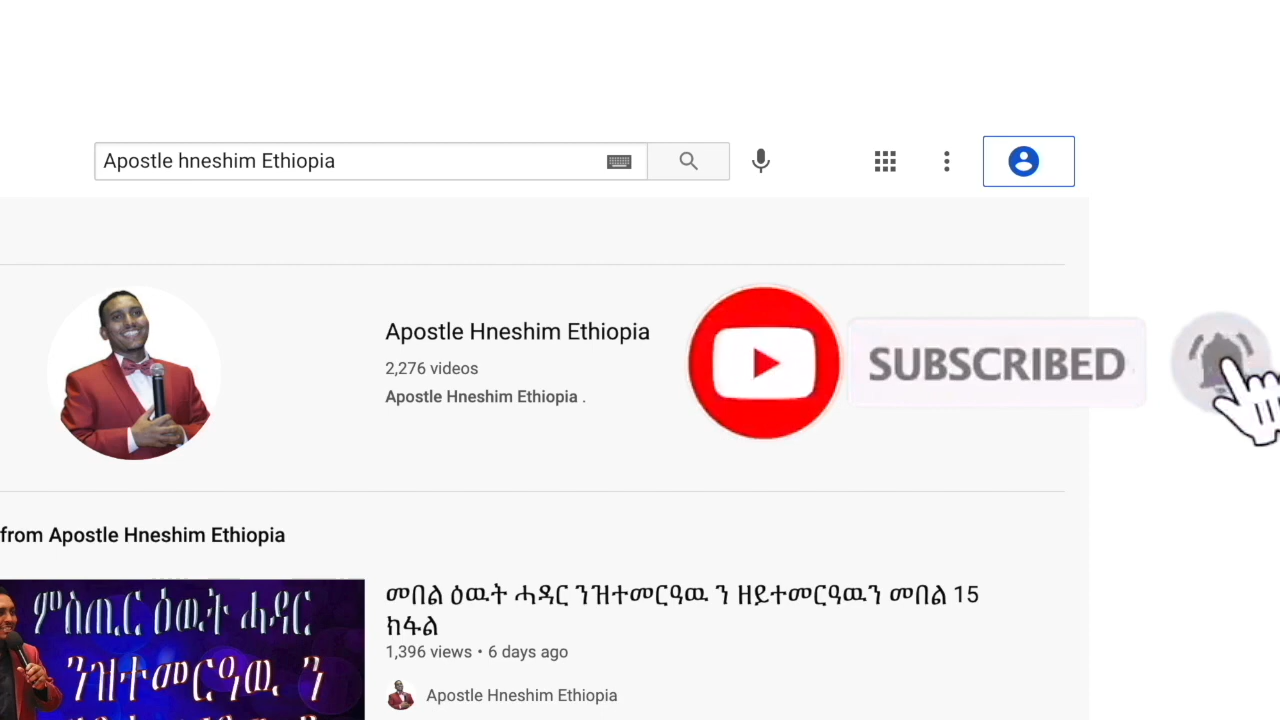 Apostle hneshim Ethiopia
Apostle Hneshim Ethiopia
2,276 videos
Apostle Hneshim Ethiopia .
SUBSCRIBED
from Apostle Hneshim Ethiopia
ምስጢር ዕዉት ሓዳር
ንዝተመርዓዉ ን
መበል ዕዉት ሓዳር ንዝተመርዓዉ ን ዘይተመርዓዉን መበል 15
ክፋል
1,396 views • 6 days ago
Apostle Hneshim Ethiopia